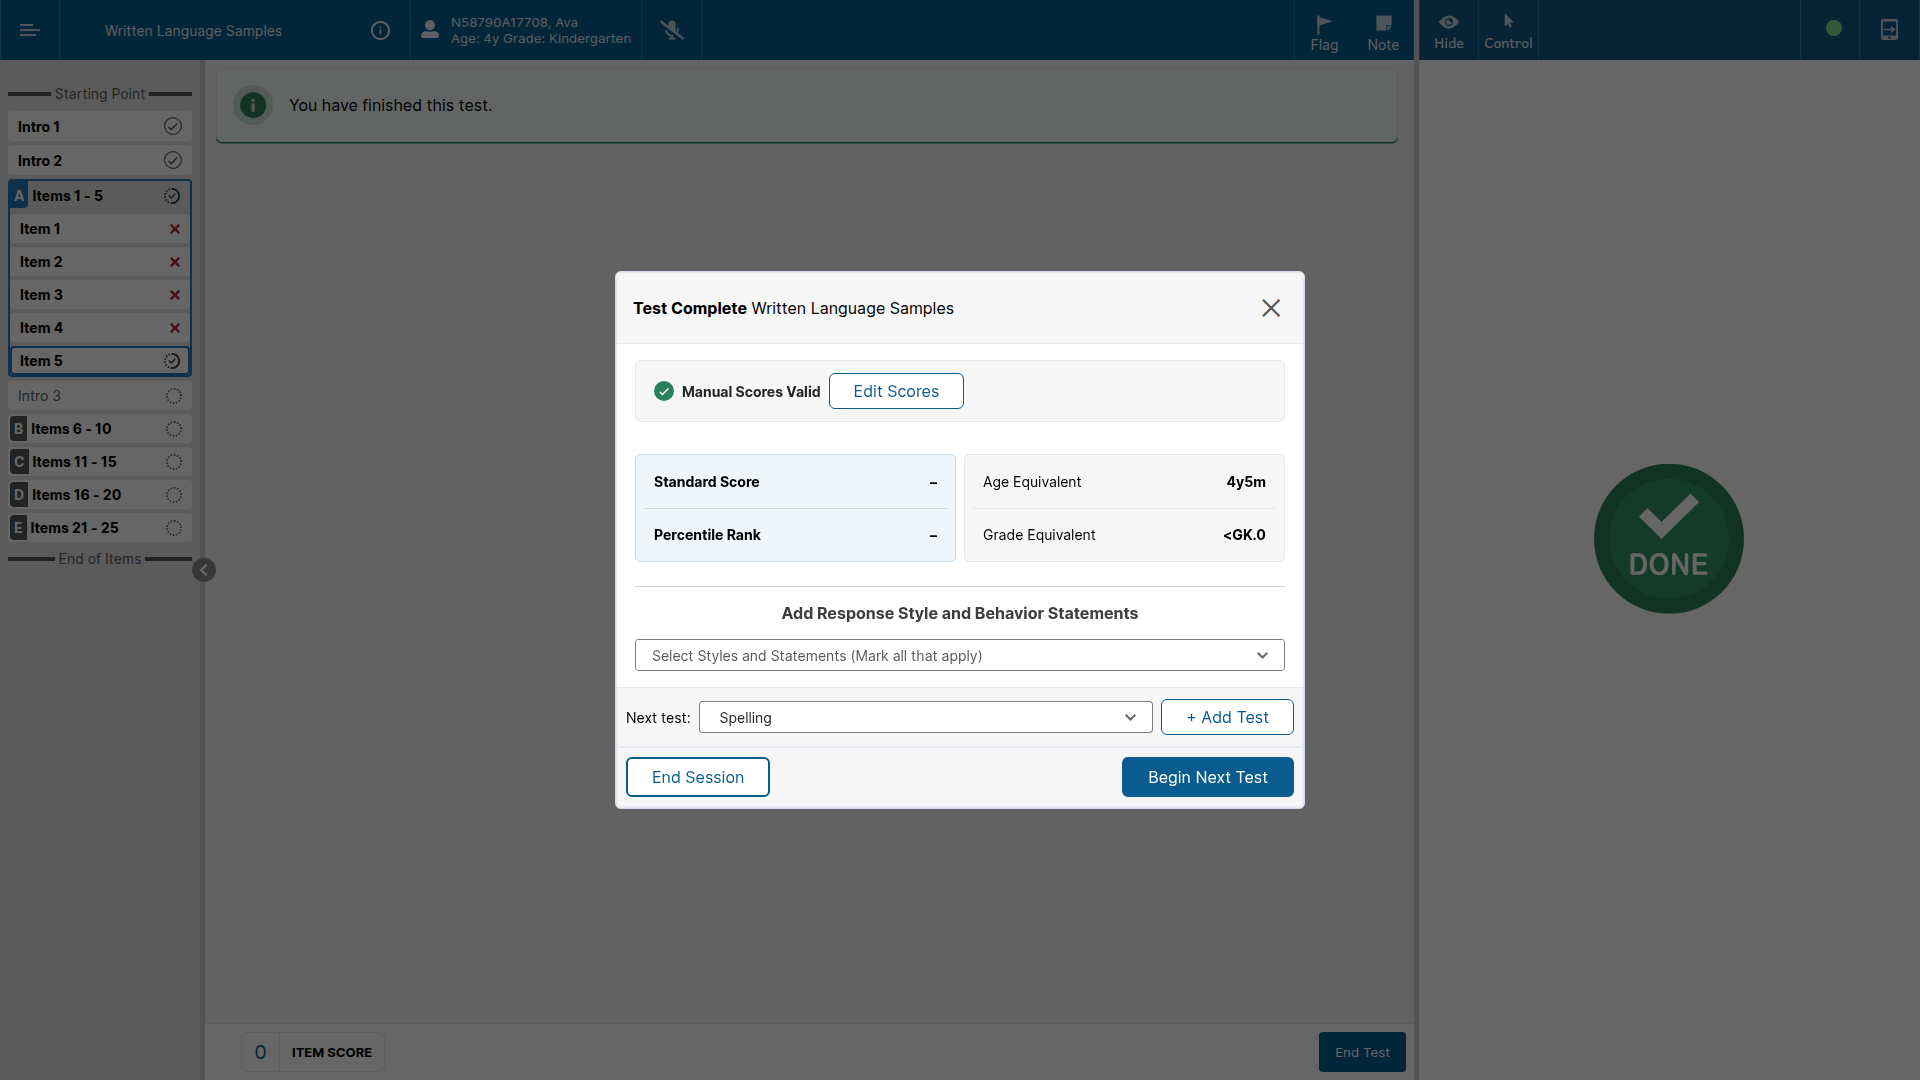 Written Language Samples
N58790A17708, Ava
Age: 4y Grade: Kindergarten
Flag
Note
Hide
Control
Starting Point
Intro 1
Intro 2
A Items 1 - 5
Item 1
Item 2
Item 3
Item 4
Item 5
Intro 3
B Items 6 - 10
C Items 11 - 15
D Items 16 - 20
E Items 21 - 25
End of Items
You have finished this test.
Test Complete Written Language Samples
Manual Scores Valid
Edit Scores
Standard Score –
Percentile Rank –
Age Equivalent 4y5m
Grade Equivalent <GK.0
Add Response Style and Behavior Statements
Select Styles and Statements (Mark all that apply)
Next test: Spelling
+ Add Test
End Session
Begin Next Test
DONE
0 ITEM SCORE
End Test